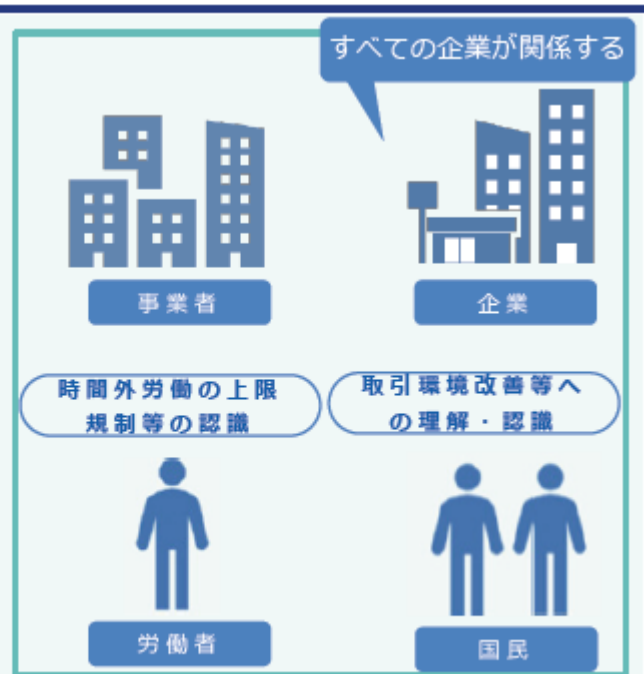 すべての企業が関係する
事業者
企業
時間外労働の上限
規制等の認識
取引環境改善等へ
の理解・認識
労働者
国民